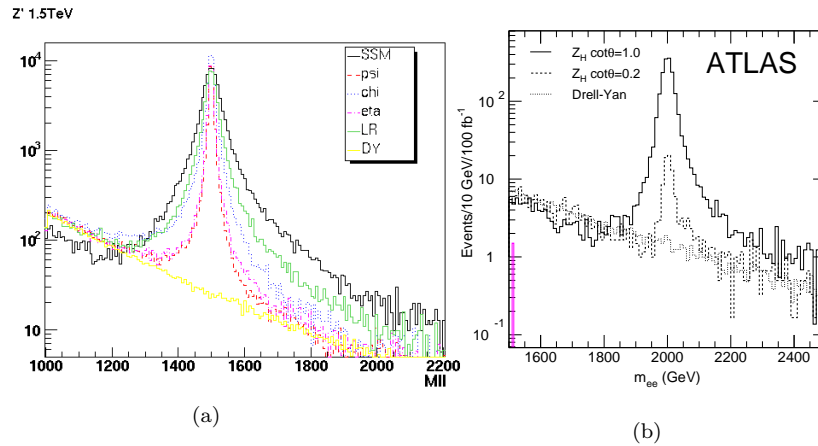 Z' 1.5TeV
10⁴
10³
10²
10
1000 1200 1400 1600 1800 2000 2200
Mll
SSM
psi
chi
eta
LR
DY
(a)
Z_H cotθ=1.0
Z_H cotθ=0.2
Drell-Yan
ATLAS
Events/10 GeV/100 fb⁻¹
10²
10
1
10⁻¹
1600 1800 2000 2200 2400
m_ee (GeV)
(b)